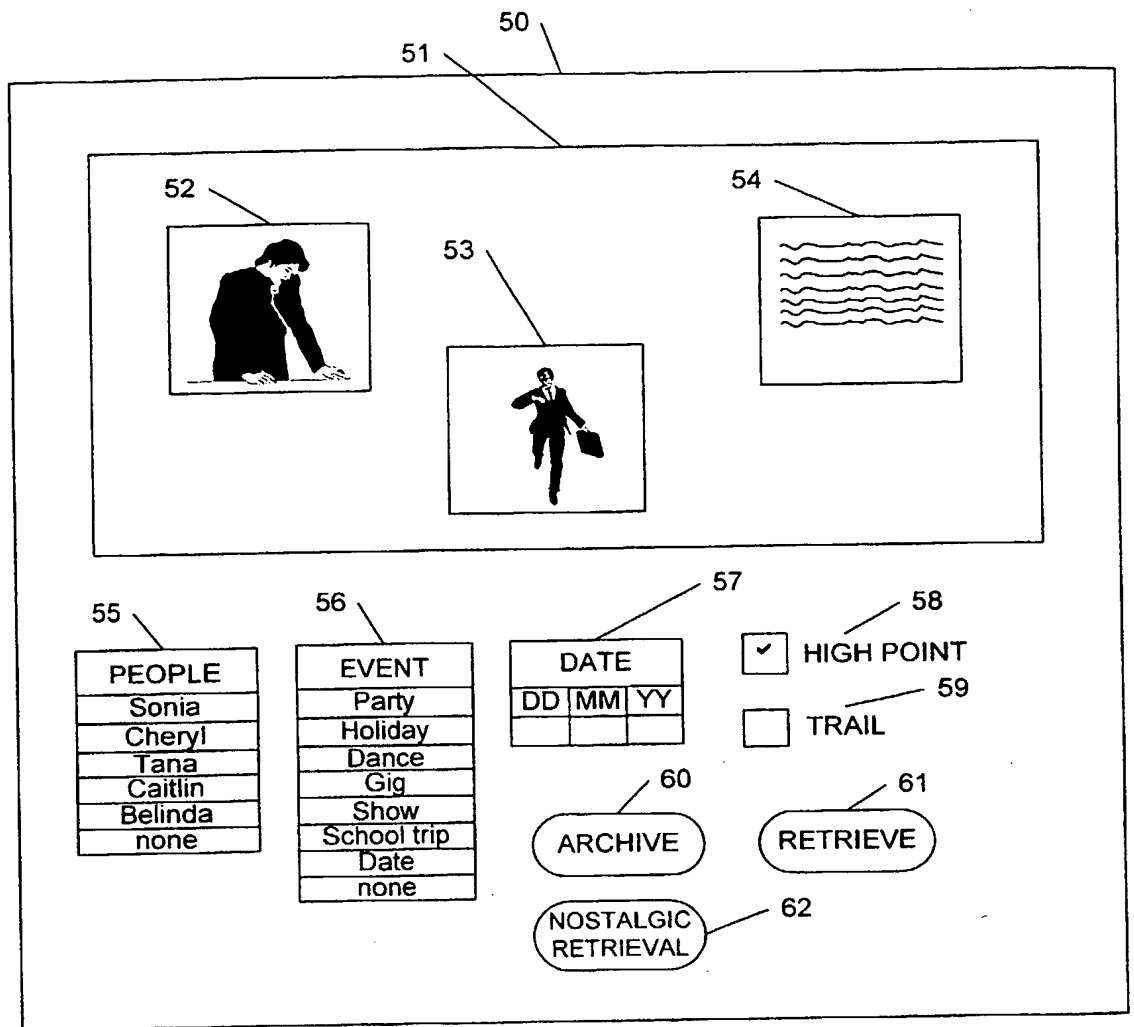 50
51
52
54
53
57
58
55
56
PEOPLE
Sonia
Cheryl
Tana
Caitlin
Belinda
none
EVENT
Party
Holiday
Dance
Gig
Show
School trip
Date
none
DATE
DD MM YY
HIGH POINT
59
TRAIL
60
61
ARCHIVE
RETRIEVE
62
NOSTALGIC
RETRIEVAL